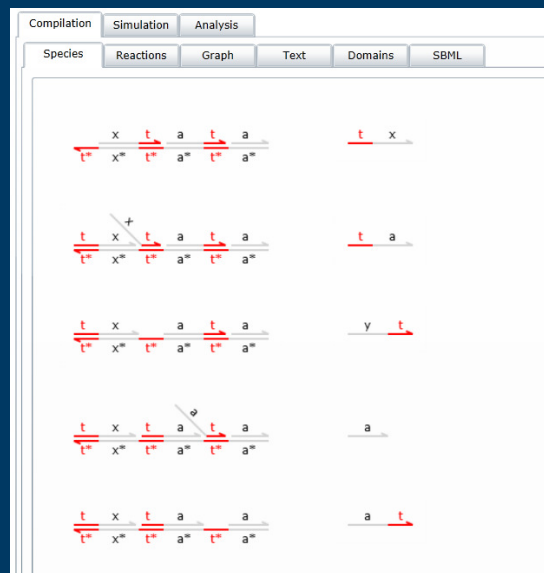 Compilation Simulation Analysis
Species Reactions Graph Text Domains SBML
x t a t a t x
t* x* t* a* t* a*
x
t x t a t a t a
t* x* t* a* t* a*
t x a t a y t
t* x* t* a* t* a*
a
t x t a t a a
t* x* t* a* t* a*
t x t a a a t
t* x* t* a* t* a*